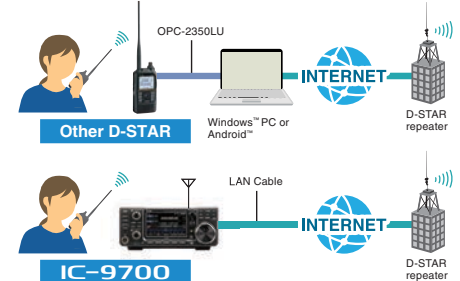 OPC-2350LU
INTERNET
Other D-STAR
Windows™ PC or
Android™
D-STAR
repeater
LAN Cable
INTERNET
IC-9700
D-STAR
repeater